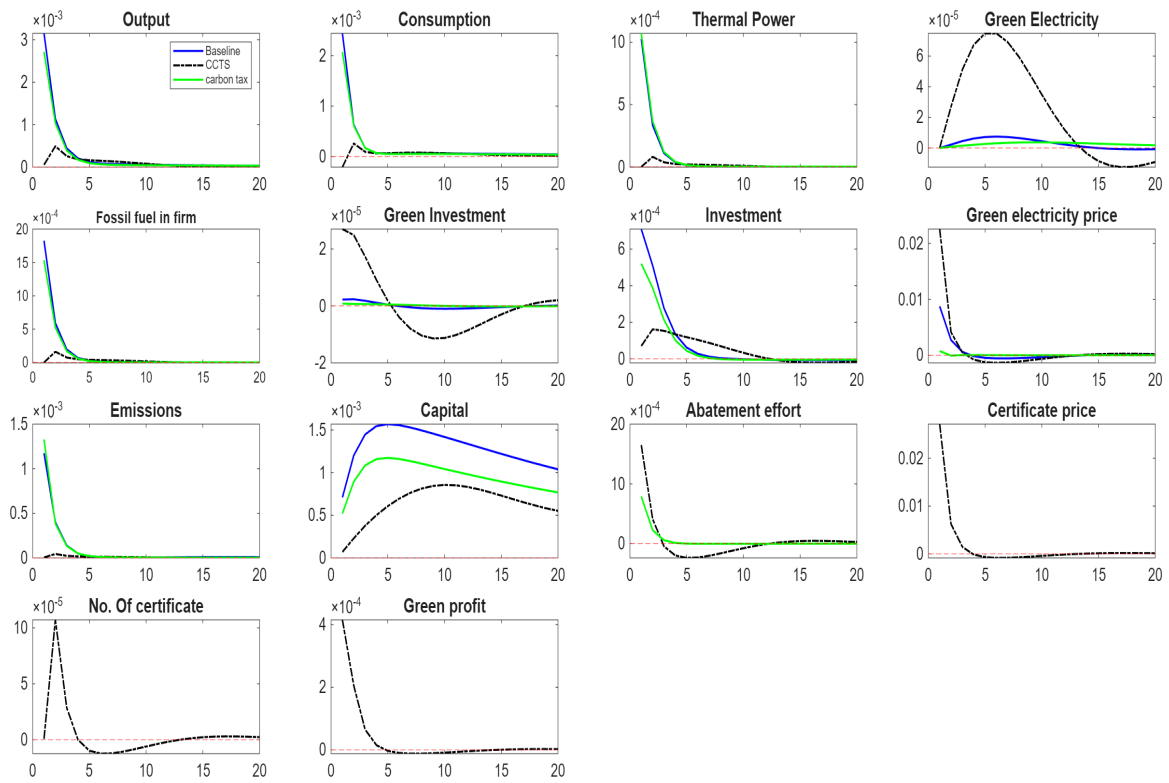 ×10⁻³ Output
3
2
1
0
0 5 10 15 20
Baseline
CCTS
carbon tax
×10⁻³ Consumption
2
1
0
0 5 10 15 20
×10⁻⁴ Thermal Power
10
5
0
0 5 10 15 20
×10⁻⁵ Green Electricity
6
4
2
0
0 5 10 15 20
×10⁻⁴ Fossil fuel in firm
20
15
10
5
0
0 5 10 15 20
×10⁻⁵ Green Investment
2
0
-2
0 5 10 15 20
×10⁻⁴ Investment
6
4
2
0
0 5 10 15 20
Green electricity price
0.02
0.01
0
0 5 10 15 20
×10⁻³ Emissions
1.5
1
0.5
0
0 5 10 15 20
×10⁻³ Capital
1.5
1
0.5
0
0 5 10 15 20
×10⁻⁴ Abatement effort
20
10
0
0 5 10 15 20
Certificate price
0.02
0.01
0
0 5 10 15 20
×10⁻⁵ No. Of certificate
10
5
0
0 5 10 15 20
×10⁻⁴ Green profit
4
2
0
0 5 10 15 20